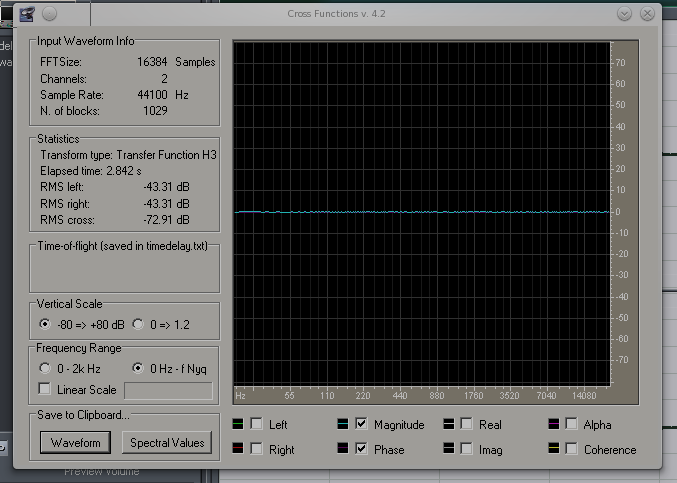 Cross Functions v. 4.2
Input Waveform Info
FFTSize: 16384 Samples
Channels: 2
Sample Rate: 44100 Hz
N. of blocks: 1029
Statistics
Transform type: Transfer Function H3
Elapsed time: 2.842 s
RMS left: -43.31 dB
RMS right: -43.31 dB
RMS cross: -72.91 dB
Time-of-flight (saved in timedelay.txt)
Vertical Scale
-80 => +80 dB 0 => 1.2
Frequency Range
0 - 2k Hz 0 Hz - f Nyq
Linear Scale
Save to Clipboard...
Waveform Spectral Values
70
60
50
40
30
20
10
0
-10
-20
-30
-40
-50
-60
-70
Hz 55 110 220 440 880 1760 3520 7040 14080
Left Magnitude Real Alpha
Right Phase Imag Coherence
Preview Volume